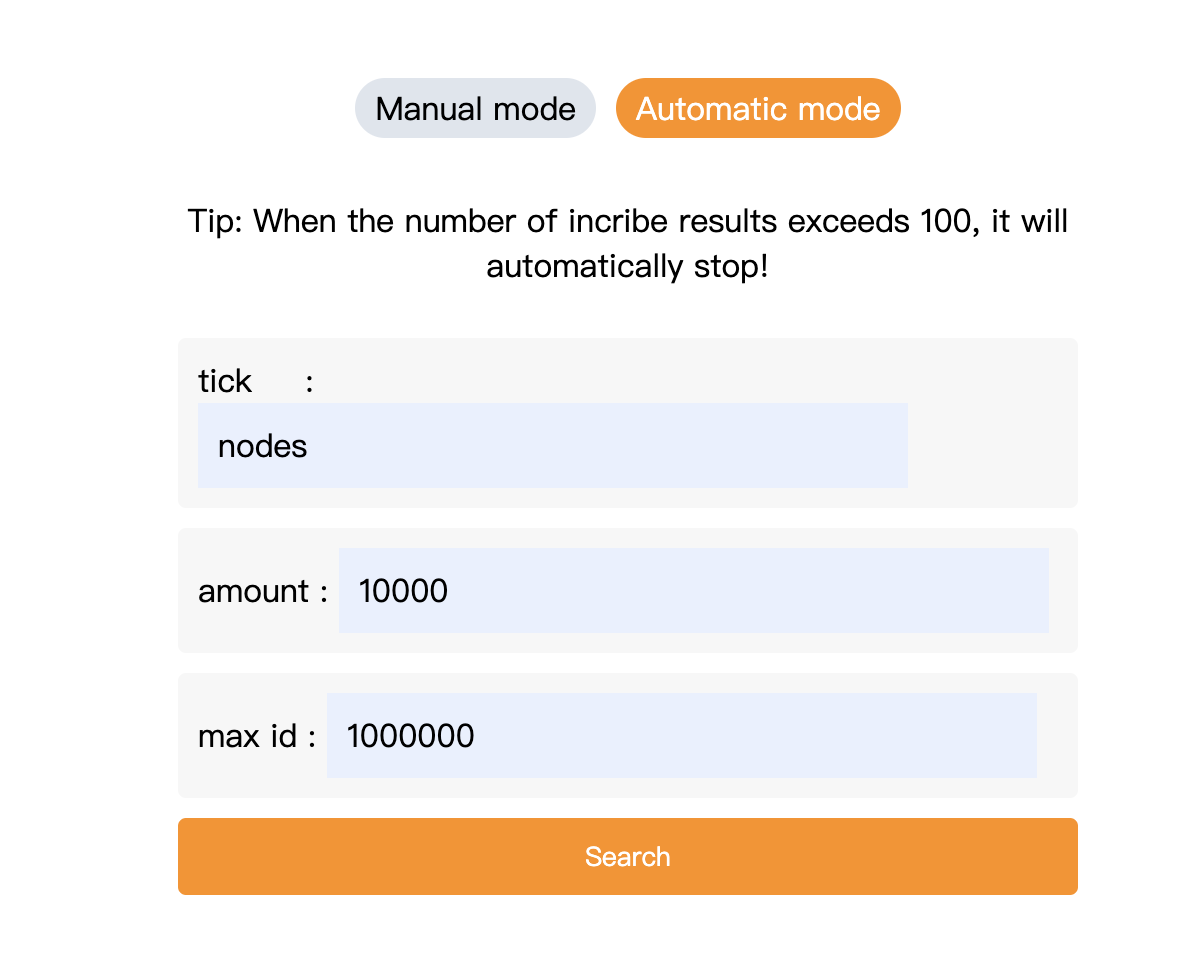 Manual mode
Automatic mode
Tip: When the number of incribe results exceeds 100, it will
automatically stop!
tick :
nodes
amount : 10000
max id : 1000000
Search